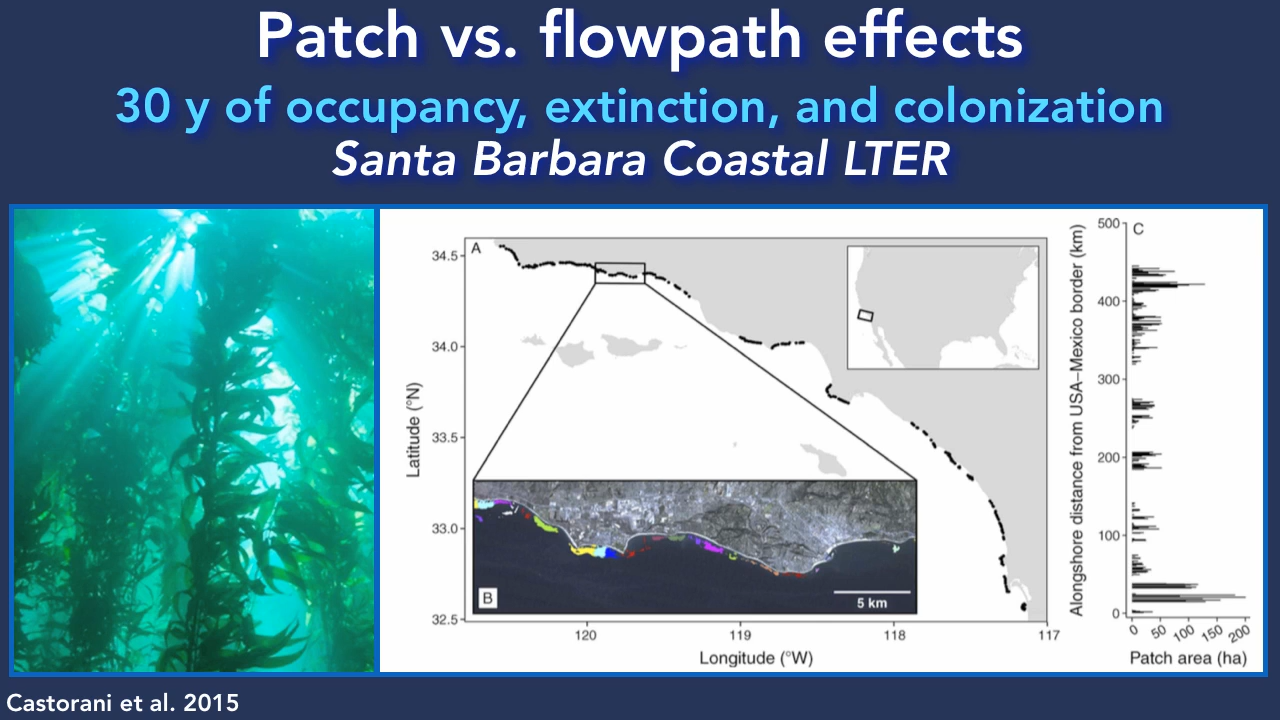 Patch vs. flowpath effects
30 y of occupancy, extinction, and colonization
Santa Barbara Coastal LTER
A
34.5
34.0
33.5
33.0
32.5
Latitude (°N)
120
119
118
117
Longitude (°W)
B
5 km
C
500
400
300
200
100
0
Alongshore distance from USA–Mexico border (km)
0
50
100
150
200
Patch area (ha)
Castorani et al. 2015